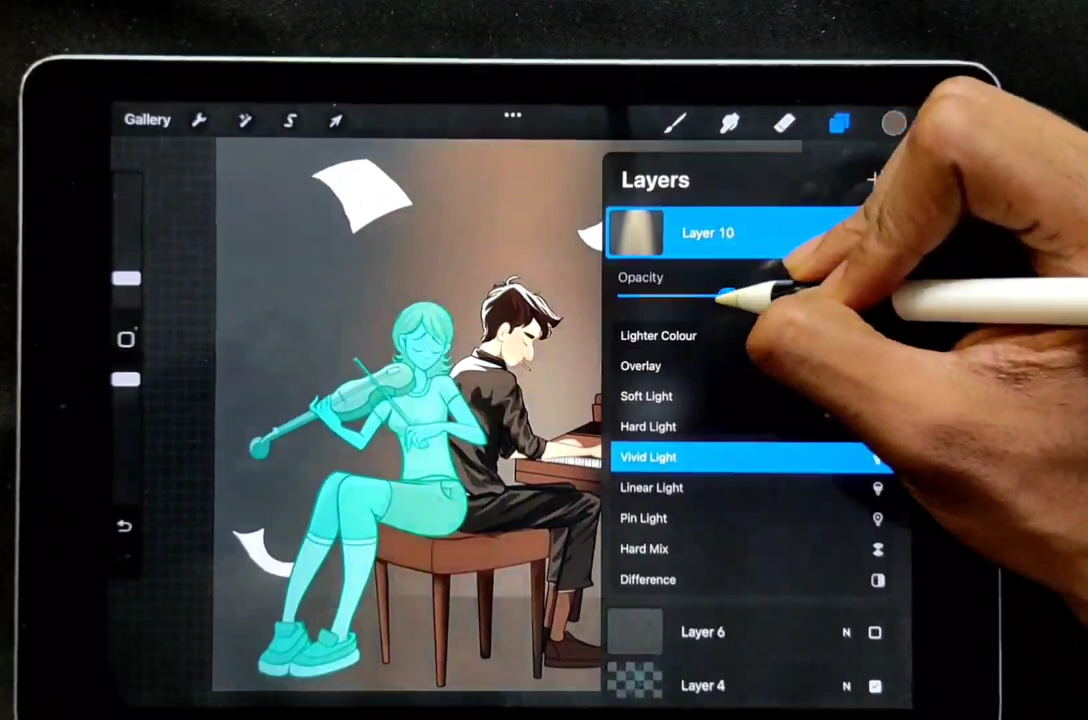 Gallery
Layers
Layer 10
Opacity
Lighter Colour
Overlay
Soft Light
Hard Light
Vivid Light
Linear Light
Pin Light
Hard Mix
Difference
Layer 6 N
Layer 4 N